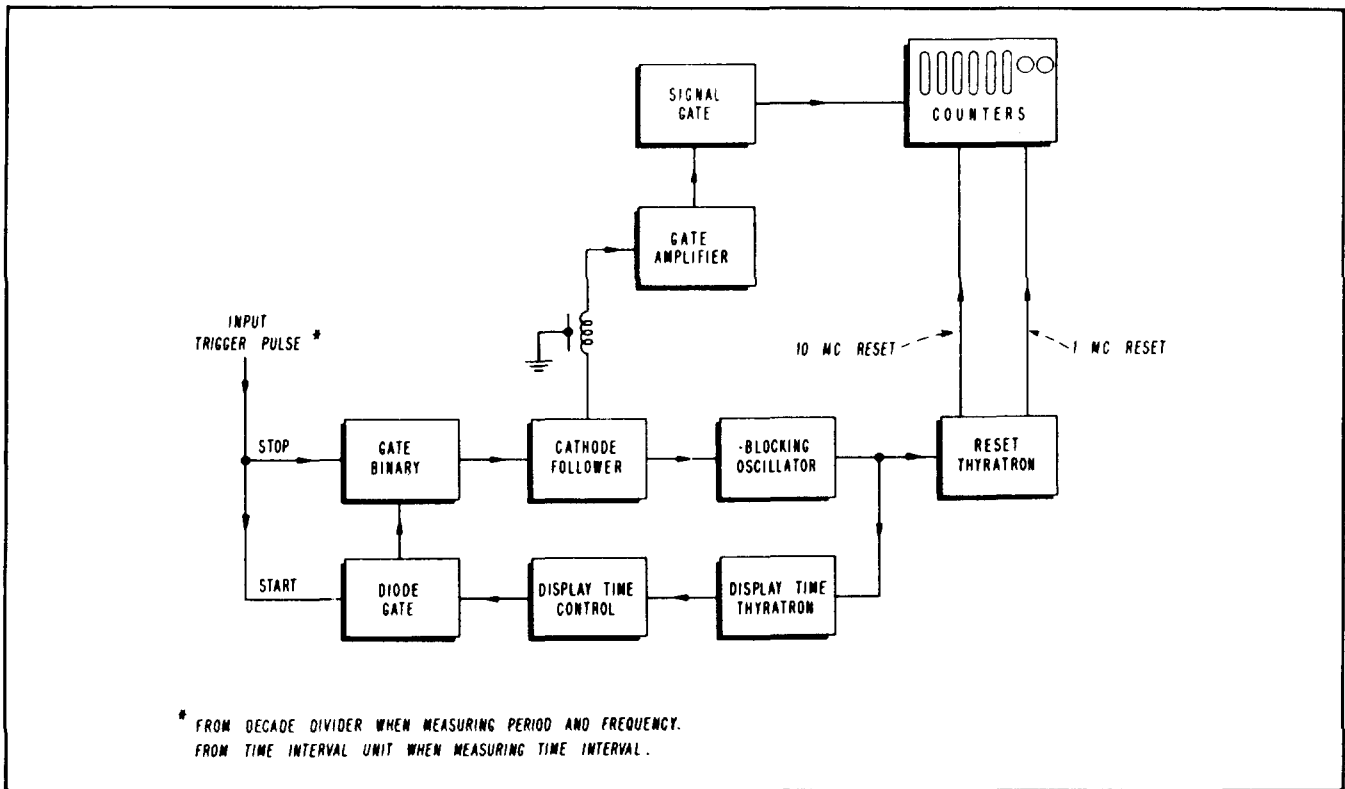 SIGNAL
GATE
COUNTERS
GATE
AMPLIFIER
INPUT
TRIGGER PULSE *
10 MC RESET
1 MC RESET
STOP
GATE
BINARY
CATHODE
FOLLOWER
-BLOCKING
OSCILLATOR
RESET
THYRATRON
START
DIODE
GATE
DISPLAY TIME
CONTROL
DISPLAY TIME
THYRATRON
* FROM DECADE DIVIDER WHEN MEASURING PERIOD AND FREQUENCY.
FROM TIME INTERVAL UNIT WHEN MEASURING TIME INTERVAL.